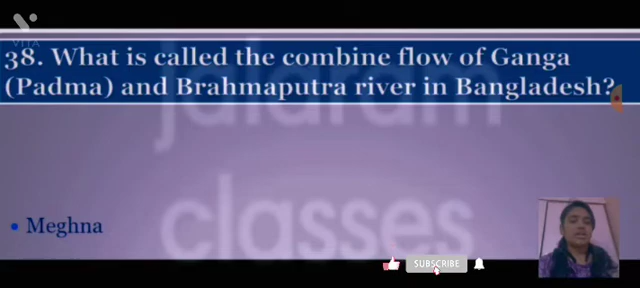 VITA
38. What is called the combine flow of Ganga
(Padma) and Brahmaputra river in Bangladesh?
jalaram
classes
• Meghna
SUBSCRIBE